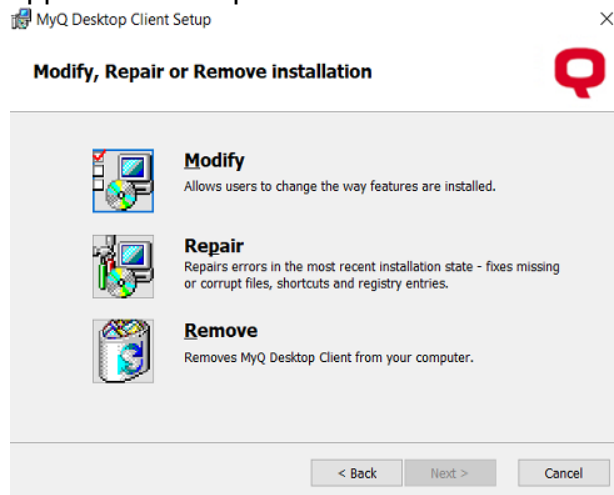 MyQ Desktop Client Setup
Modify, Repair or Remove installation
Modify
Allows users to change the way features are installed.
Repair
Repairs errors in the most recent installation state - fixes missing
or corrupt files, shortcuts and registry entries.
Remove
Removes MyQ Desktop Client from your computer.
< Back Next > Cancel